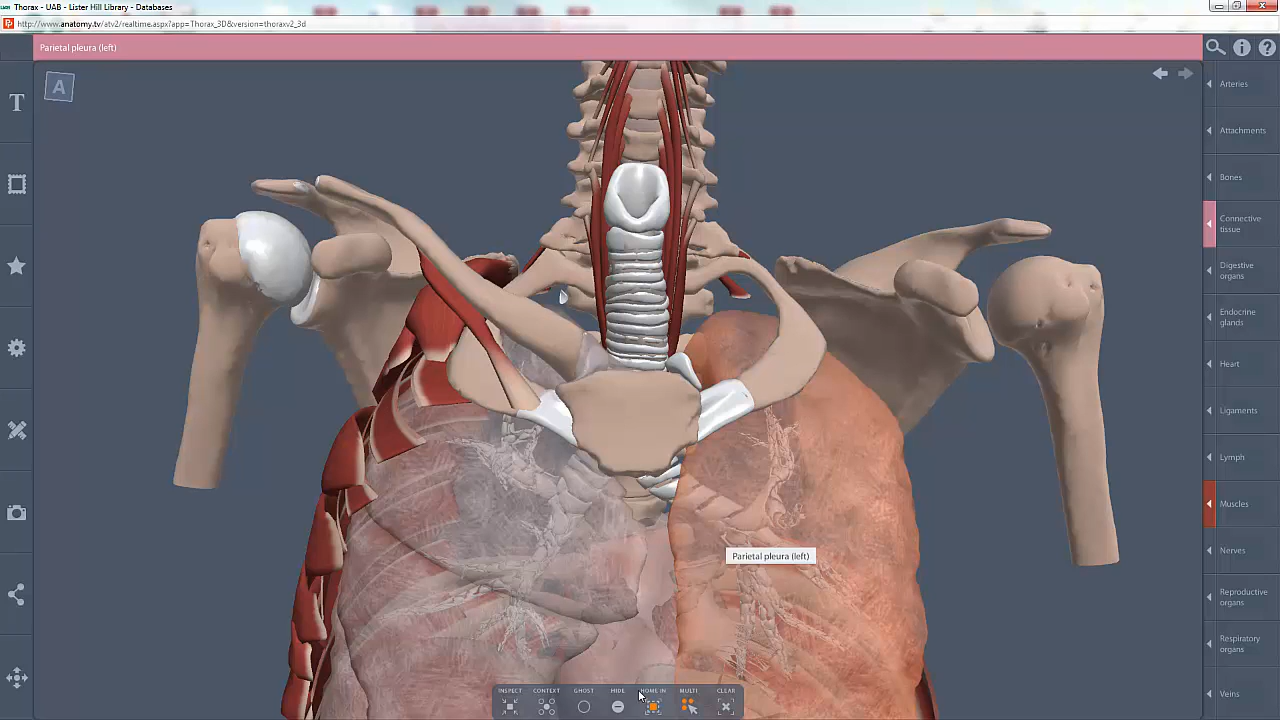 Thorax - UAB - Lister Hill Library - Databases
http://www.anatomy.tv/atv2/realtime.aspx?app=Thorax_3D&version=thoraxv2_3d
Parietal pleura (left)
A
T
Arteries
Attachments
Bones
Connective
tissue
Digestive
organs
Endocrine
glands
Heart
Ligaments
Lymph
Muscles
Nerves
Reproductive
organs
Respiratory
organs
Veins
Parietal pleura (left)
INSPECT CONTEXT GHOST HIDE HOME IN MULTI CLEAR